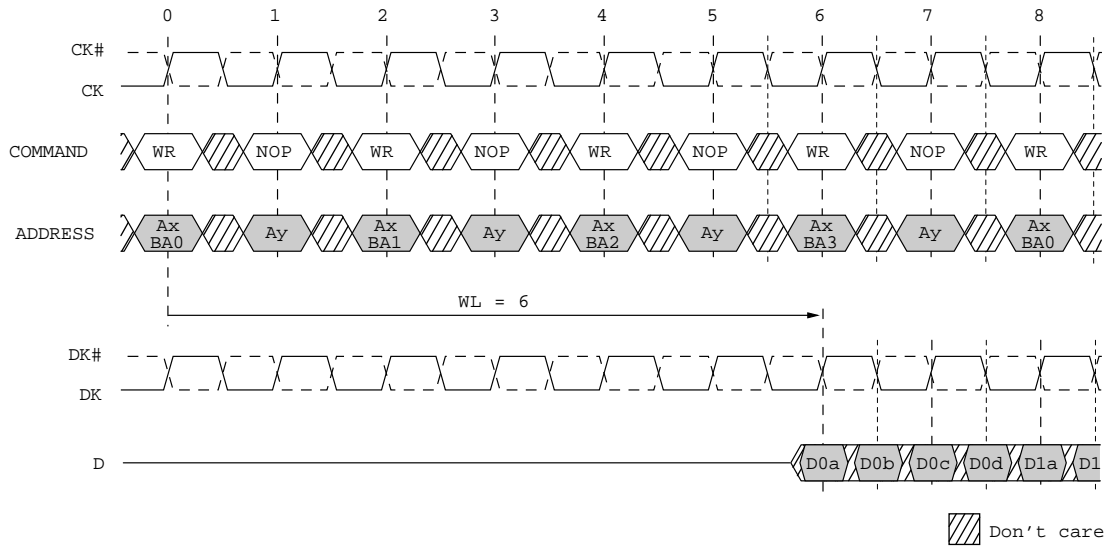 0 1 2 3 4 5 6 7 8
CK#
CK
COMMAND WR NOP WR NOP WR NOP WR NOP WR
ADDRESS Ax BA0 Ay Ax BA1 Ay Ax BA2 Ay Ax BA3 Ay Ax BA0
WL = 6
DK#
DK
D D0a D0b D0c D0d D1a D1
Don't care